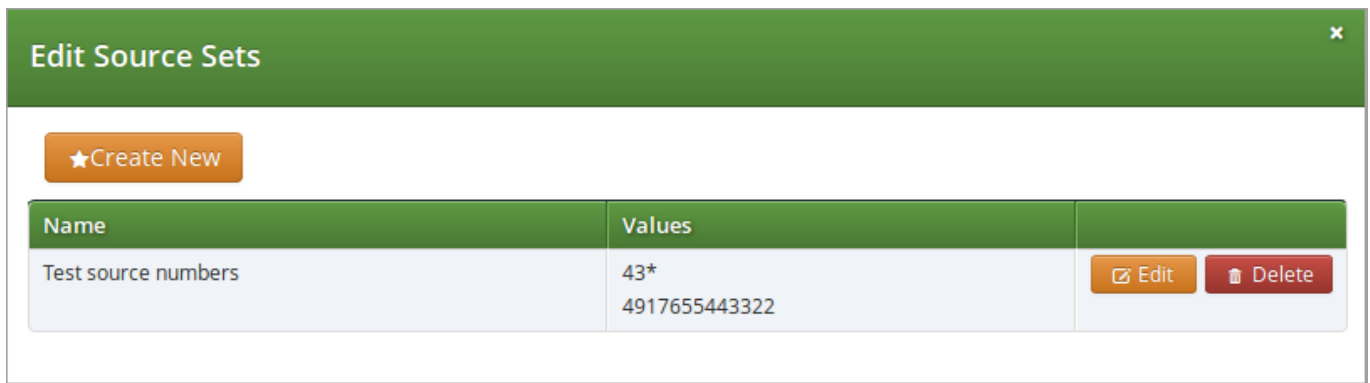 Edit Source Sets
Create New
Name Values
Test source numbers 43* Edit Delete
4917655443322